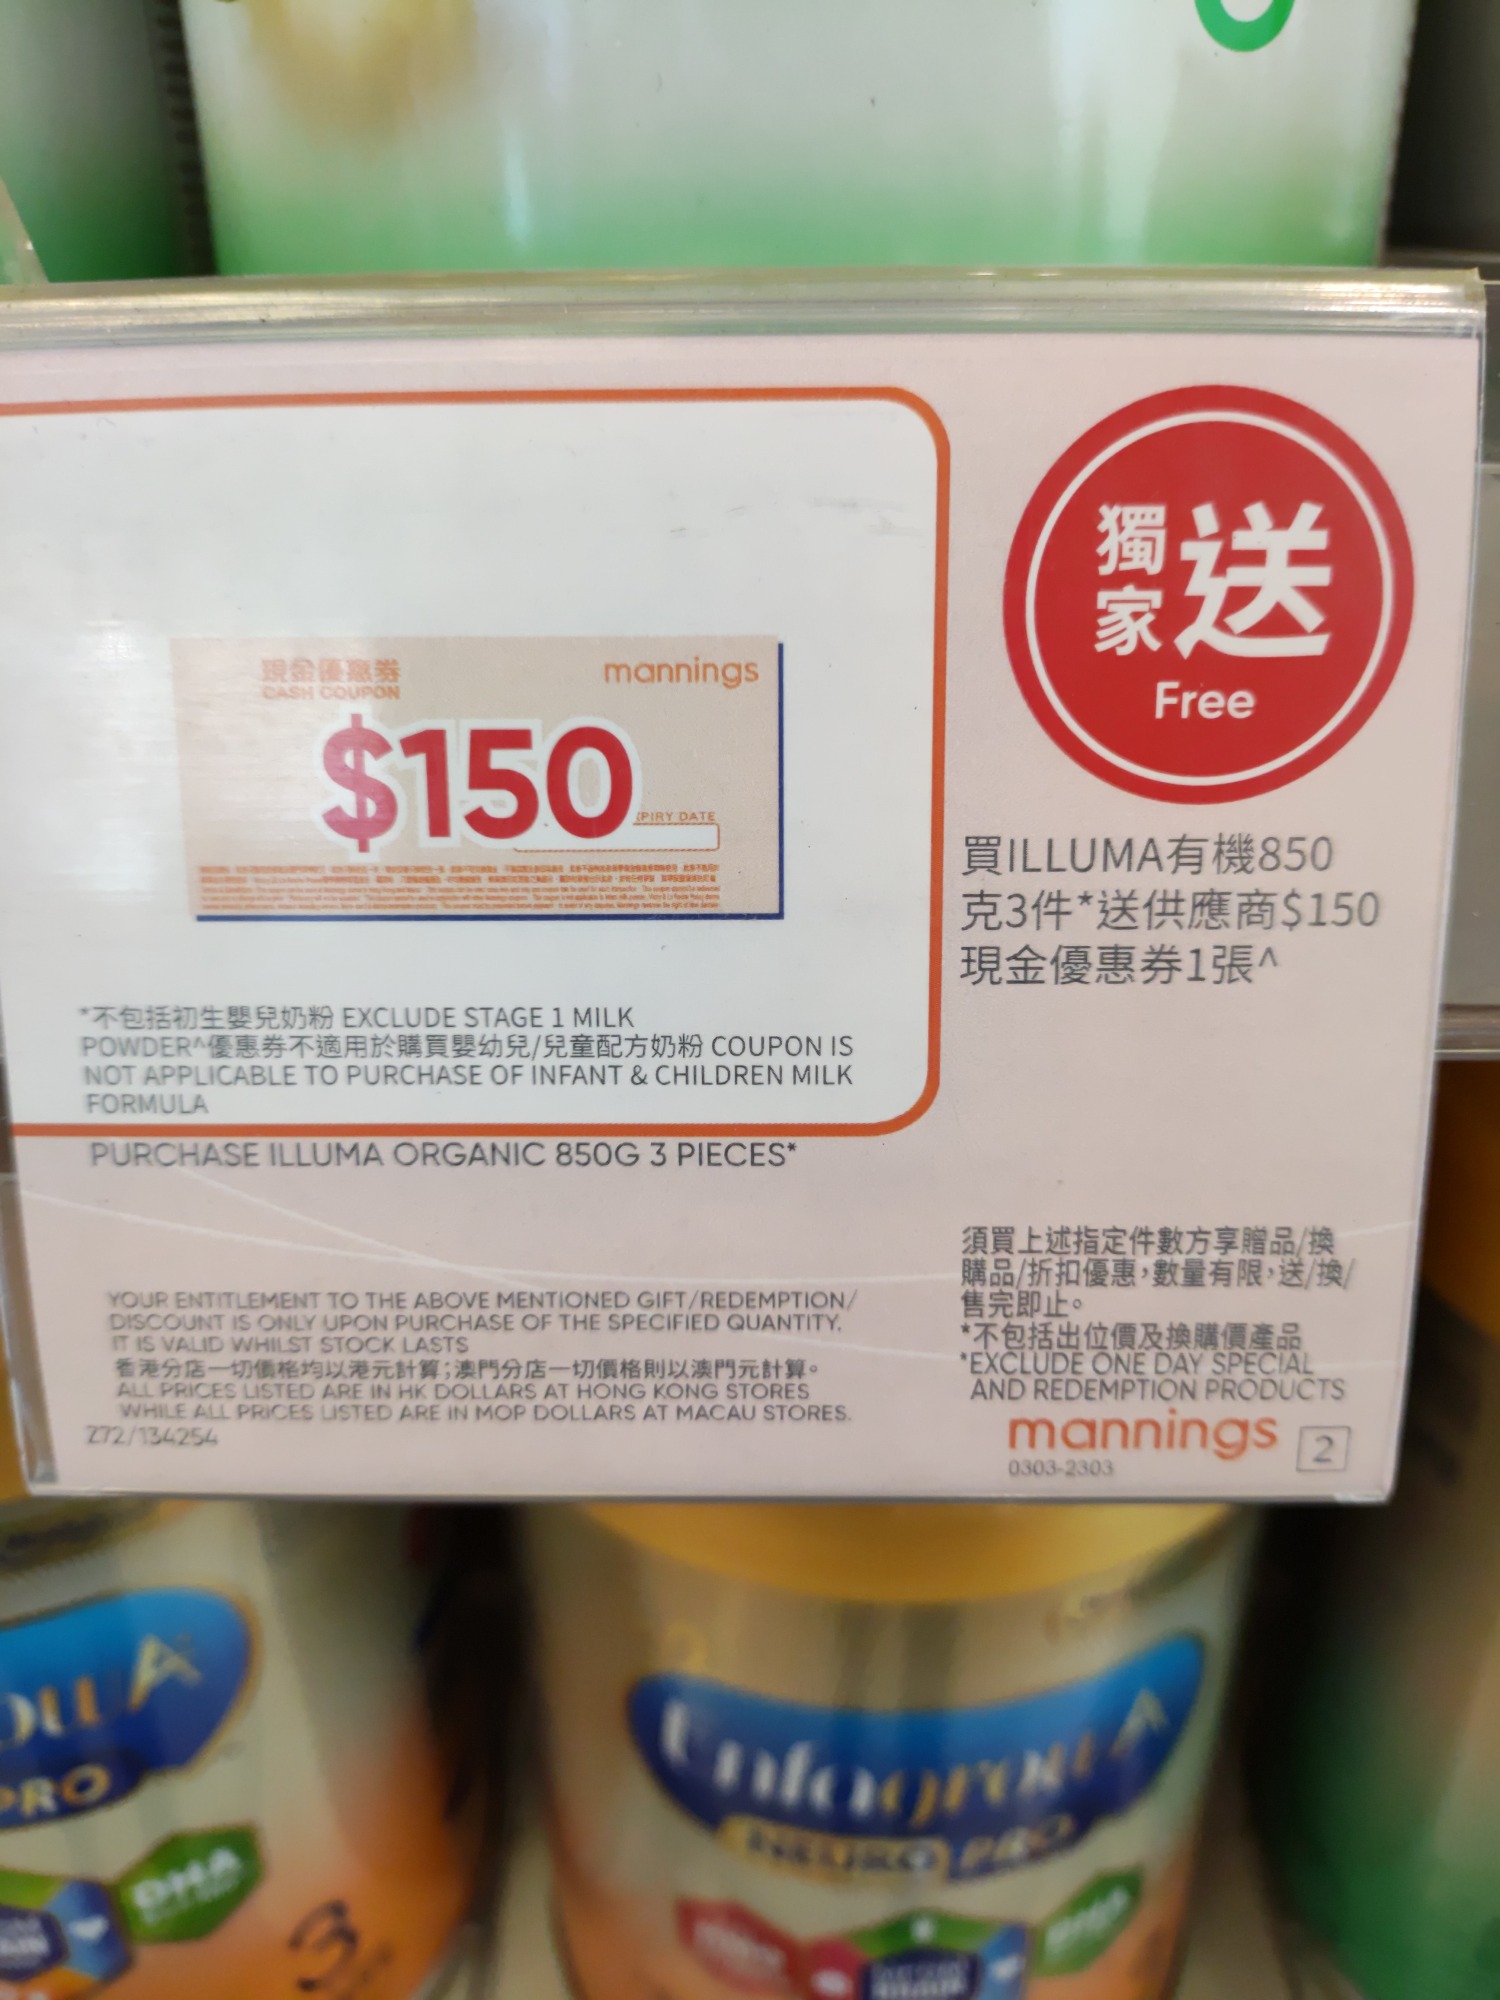 獨家
送
Free
現金優惠券
CASH COUPON
mannings
$150
PIRY DATE
買ILLUMA有機850
克3件*送供應商$150
現金優惠券1張^
*不包括初生嬰兒奶粉 EXCLUDE STAGE 1 MILK
POWDER^優惠券不適用於購買嬰幼兒/兒童配方奶粉 COUPON IS
NOT APPLICABLE TO PURCHASE OF INFANT & CHILDREN MILK
FORMULA
PURCHASE ILLUMA ORGANIC 850G 3 PIECES*
須買上述指定件數方享贈品/換
購品/折扣優惠，數量有限，送/換/
售完即止。
*不包括出位價及換購價產品
*EXCLUDE ONE DAY SPECIAL
AND REDEMPTION PRODUCTS
YOUR ENTITLEMENT TO THE ABOVE MENTIONED GIFT/REDEMPTION/
DISCOUNT IS ONLY UPON PURCHASE OF THE SPECIFIED QUANTITY.
IT IS VALID WHILST STOCK LASTS
香港分店一切價格均以港元計算；澳門分店一切價格則以澳門元計算。
ALL PRICES LISTED ARE IN HK DOLLARS AT HONG KONG STORES
WHILE ALL PRICES LISTED ARE IN MOP DOLLARS AT MACAU STORES.
Z72/134254
mannings
2
0303-2303
PRO
DHA
3
Enfagrow A
NEURO PRO
DHA